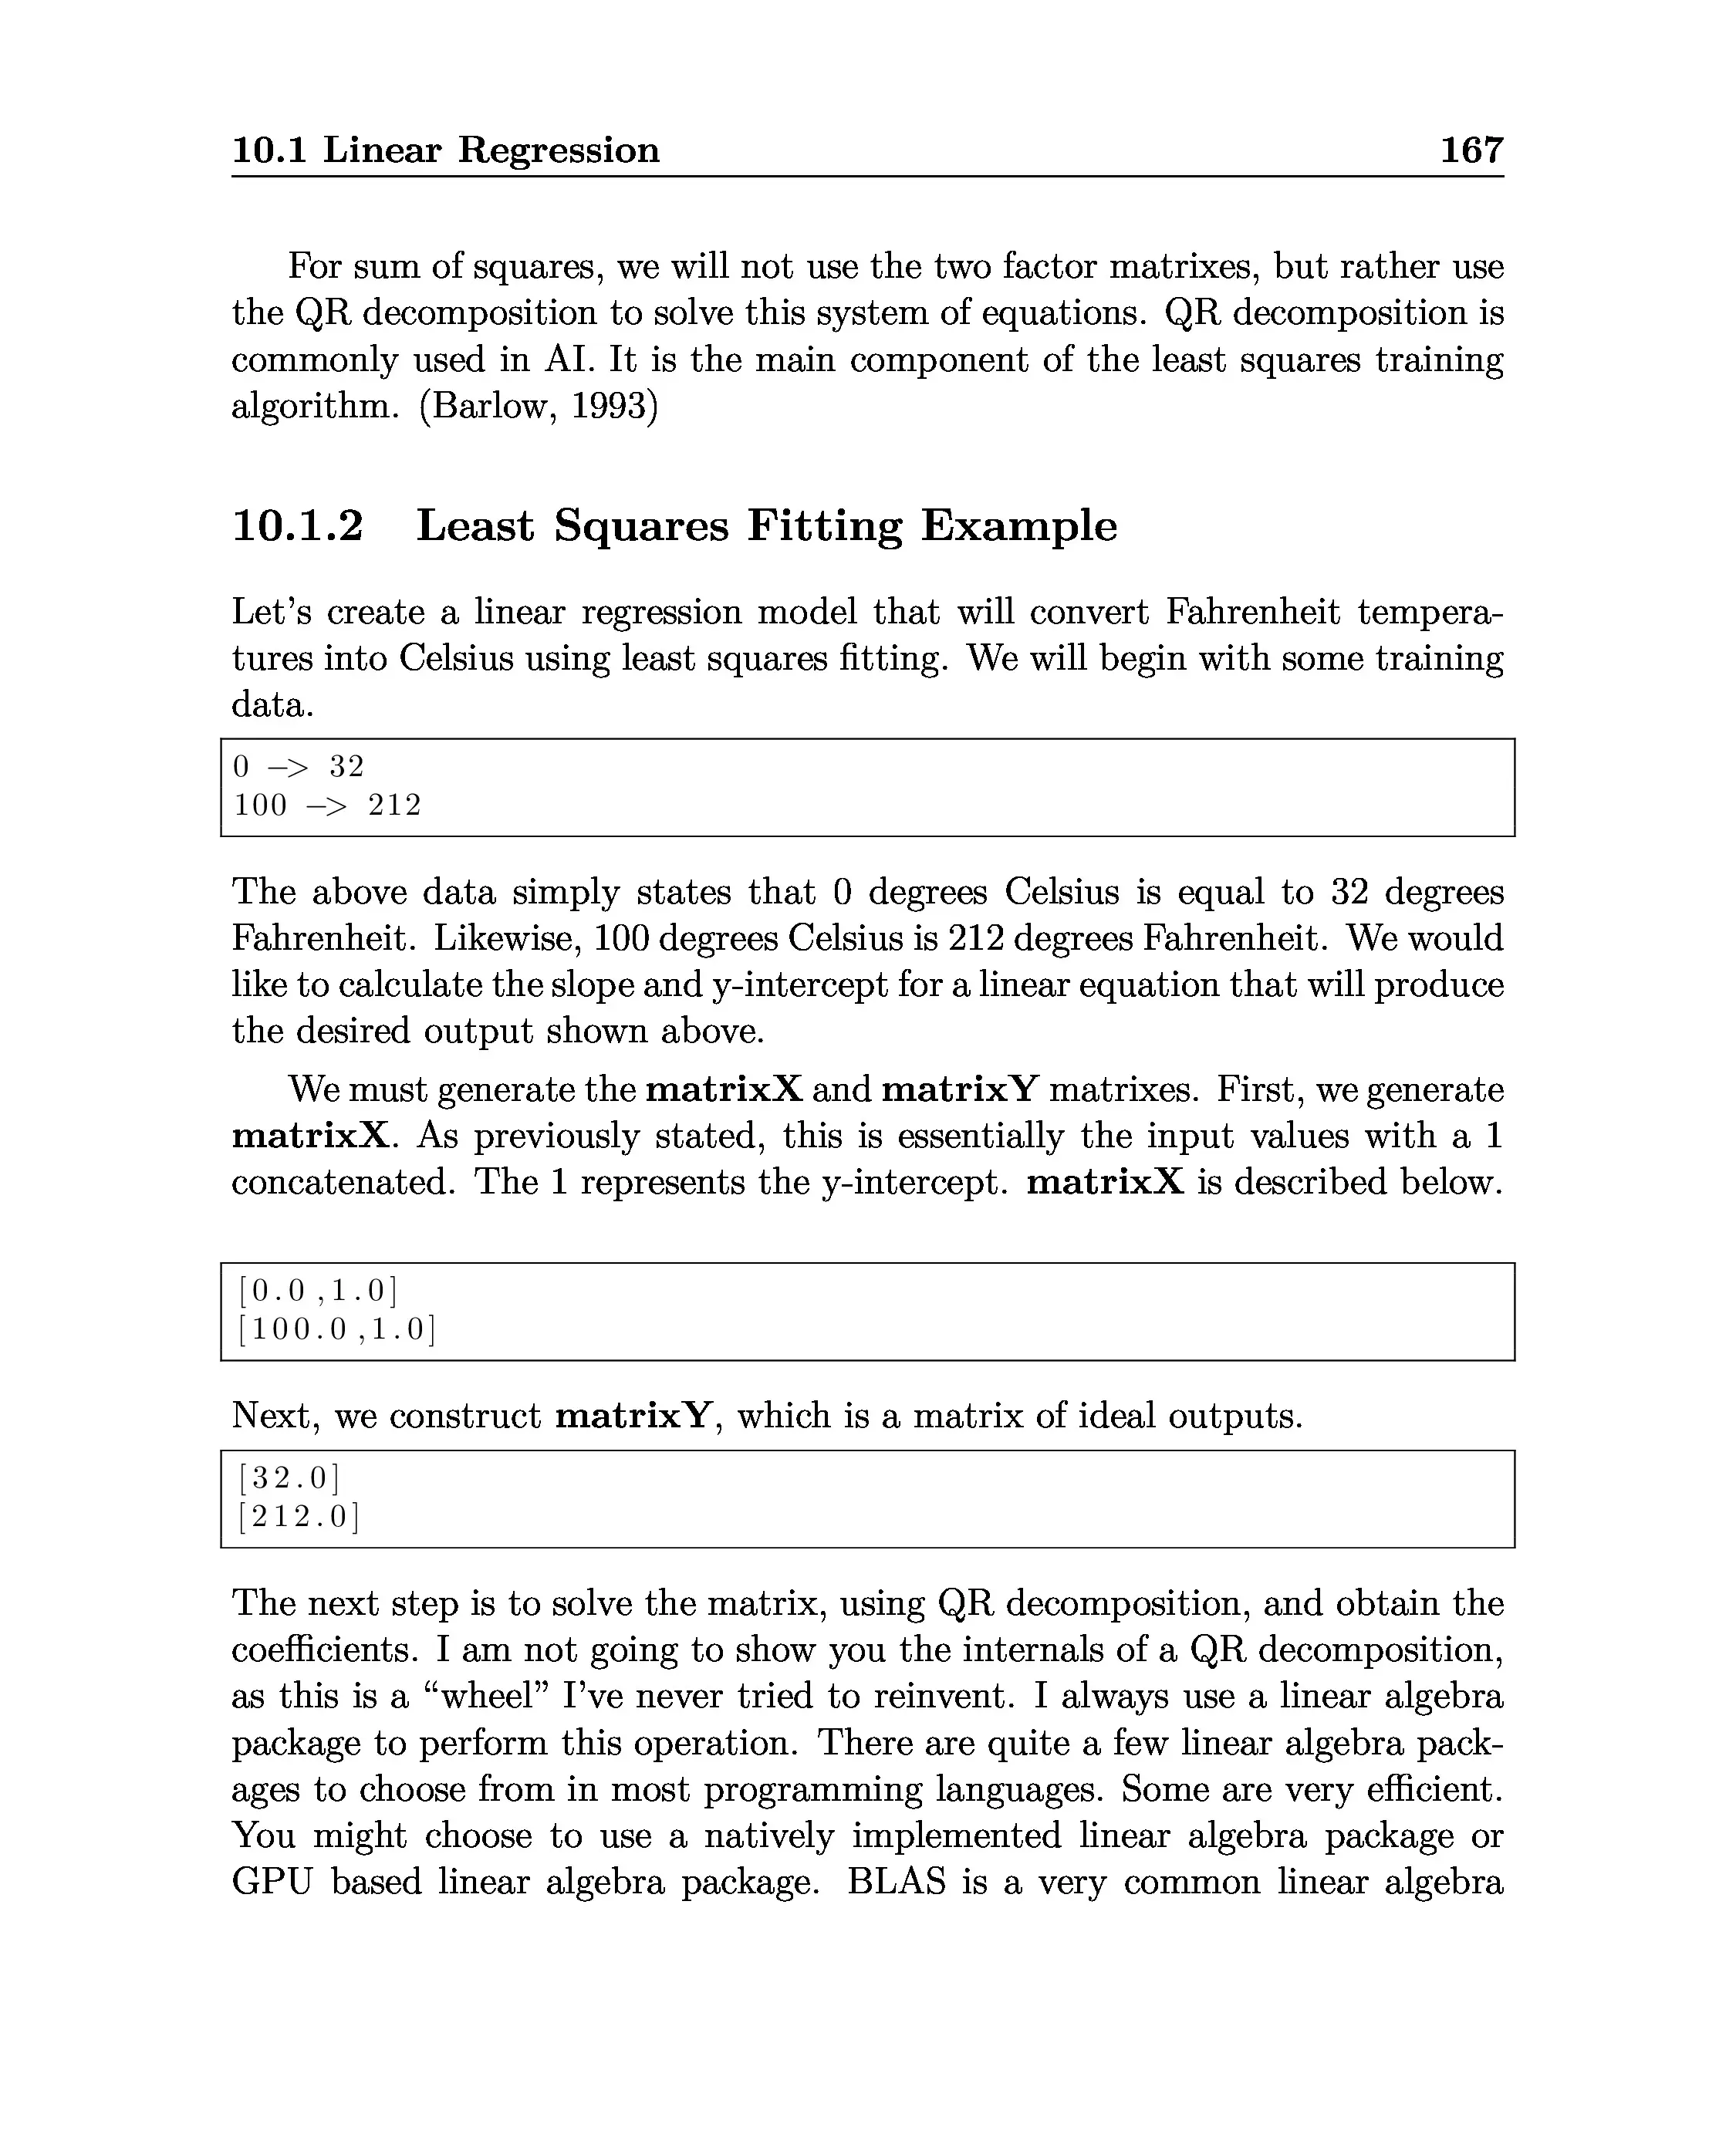 10.1 Linear Regression 167
For sum of squares, we will not use the two factor matrixes, but rather use
the QR decomposition to solve this system of equations. QR decomposition is
commonly used in AI. It is the main component of the least squares training
algorithm. (Barlow, 1993)
10.1.2 Least Squares Fitting Example
Let's create a linear regression model that will convert Fahrenheit tempera-
tures into Celsius using least squares fitting. We will begin with some training
data.
0 -> 32
100 -> 212
The above data simply states that 0 degrees Celsius is equal to 32 degrees
Fahrenheit. Likewise, 100 degrees Celsius is 212 degrees Fahrenheit. We would
like to calculate the slope and y-intercept for a linear equation that will produce
the desired output shown above.
We must generate the matrixX and matrixY matrixes. First, we generate
matrixX. As previously stated, this is essentially the input values with a 1
concatenated. The 1 represents the y-intercept. matrixX is described below.
[0.0,1.0]
[100.0,1.0]
Next, we construct matrixY, which is a matrix of ideal outputs.
[32.0]
[212.0]
The next step is to solve the matrix, using QR decomposition, and obtain the
coefficients. I am not going to show you the internals of a QR decomposition,
as this is a “wheel” I've never tried to reinvent. I always use a linear algebra
package to perform this operation. There are quite a few linear algebra pack-
ages to choose from in most programming languages. Some are very efficient.
You might choose to use a natively implemented linear algebra package or
GPU based linear algebra package. BLAS is a very common linear algebra